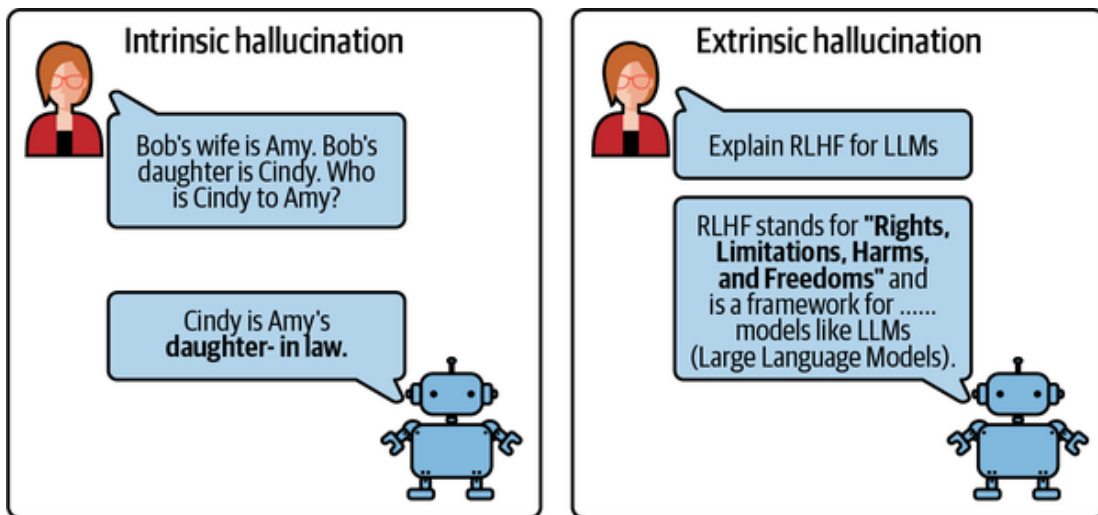 Intrinsic hallucination
Bob's wife is Amy. Bob's
daughter is Cindy. Who
is Cindy to Amy?
Cindy is Amy's
daughter- in law.
Extrinsic hallucination
Explain RLHF for LLMs
RLHF stands for "Rights,
Limitations, Harms,
and Freedoms" and
is a framework for ......
models like LLMs
(Large Language Models).